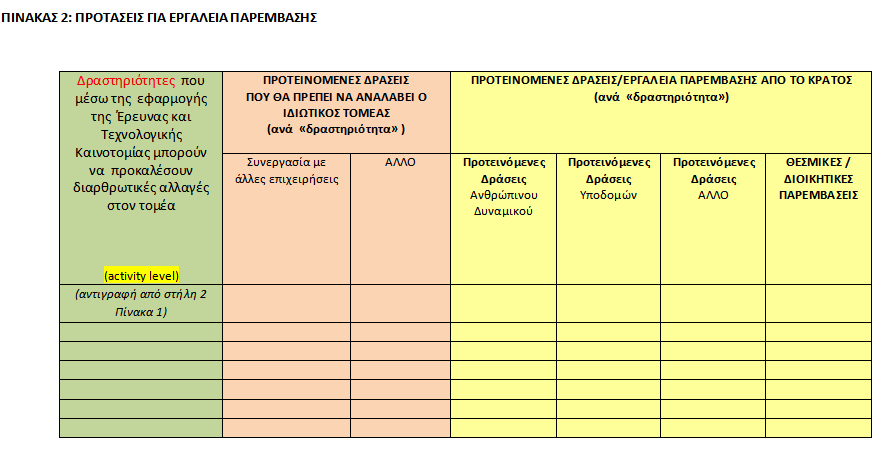 ΠΙΝΑΚΑΣ 2: ΠΡΟΤΑΣΕΙΣ ΓΙΑ ΕΡΓΑΛΕΙΑ ΠΑΡΕΜΒΑΣΗΣ
Δραστηριότητες που
μέσω της εφαρμογής
της Έρευνας και
Τεχνολογικής
Καινοτομίας μπορούν
να προκαλέσουν
διαρθρωτικές αλλαγές
στον τομέα
(activity level)
ΠΡΟΤΕΙΝΟΜΕΝΕΣ ΔΡΑΣΕΙΣ
ΠΟΥ ΘΑ ΠΡΕΠΕΙ ΝΑ ΑΝΑΛΑΒΕΙ Ο
ΙΔΙΩΤΙΚΟΣ ΤΟΜΕΑΣ
(ανά «δραστηριότητα» )
ΠΡΟΤΕΙΝΟΜΕΝΕΣ ΔΡΑΣΕΙΣ/ΕΡΓΑΛΕΙΑ ΠΑΡΕΜΒΑΣΗΣ ΑΠΟ ΤΟ ΚΡΑΤΟΣ
(ανά «δραστηριότητα»)
Συνεργασία με
άλλες επιχειρήσεις
ΑΛΛΟ
Προτεινόμενες
Δράσεις
Ανθρώπινου
Δυναμικού
Προτεινόμενες
Δράσεις
Υποδομών
Προτεινόμενες
Δράσεις
ΑΛΛΟ
ΘΕΣΜΙΚΕΣ /
ΔΙΟΙΚΗΤΙΚΕΣ
ΠΑΡΕΜΒΑΣΕΙΣ
(αντιγραφή από στήλη 2
Πίνακα 1)